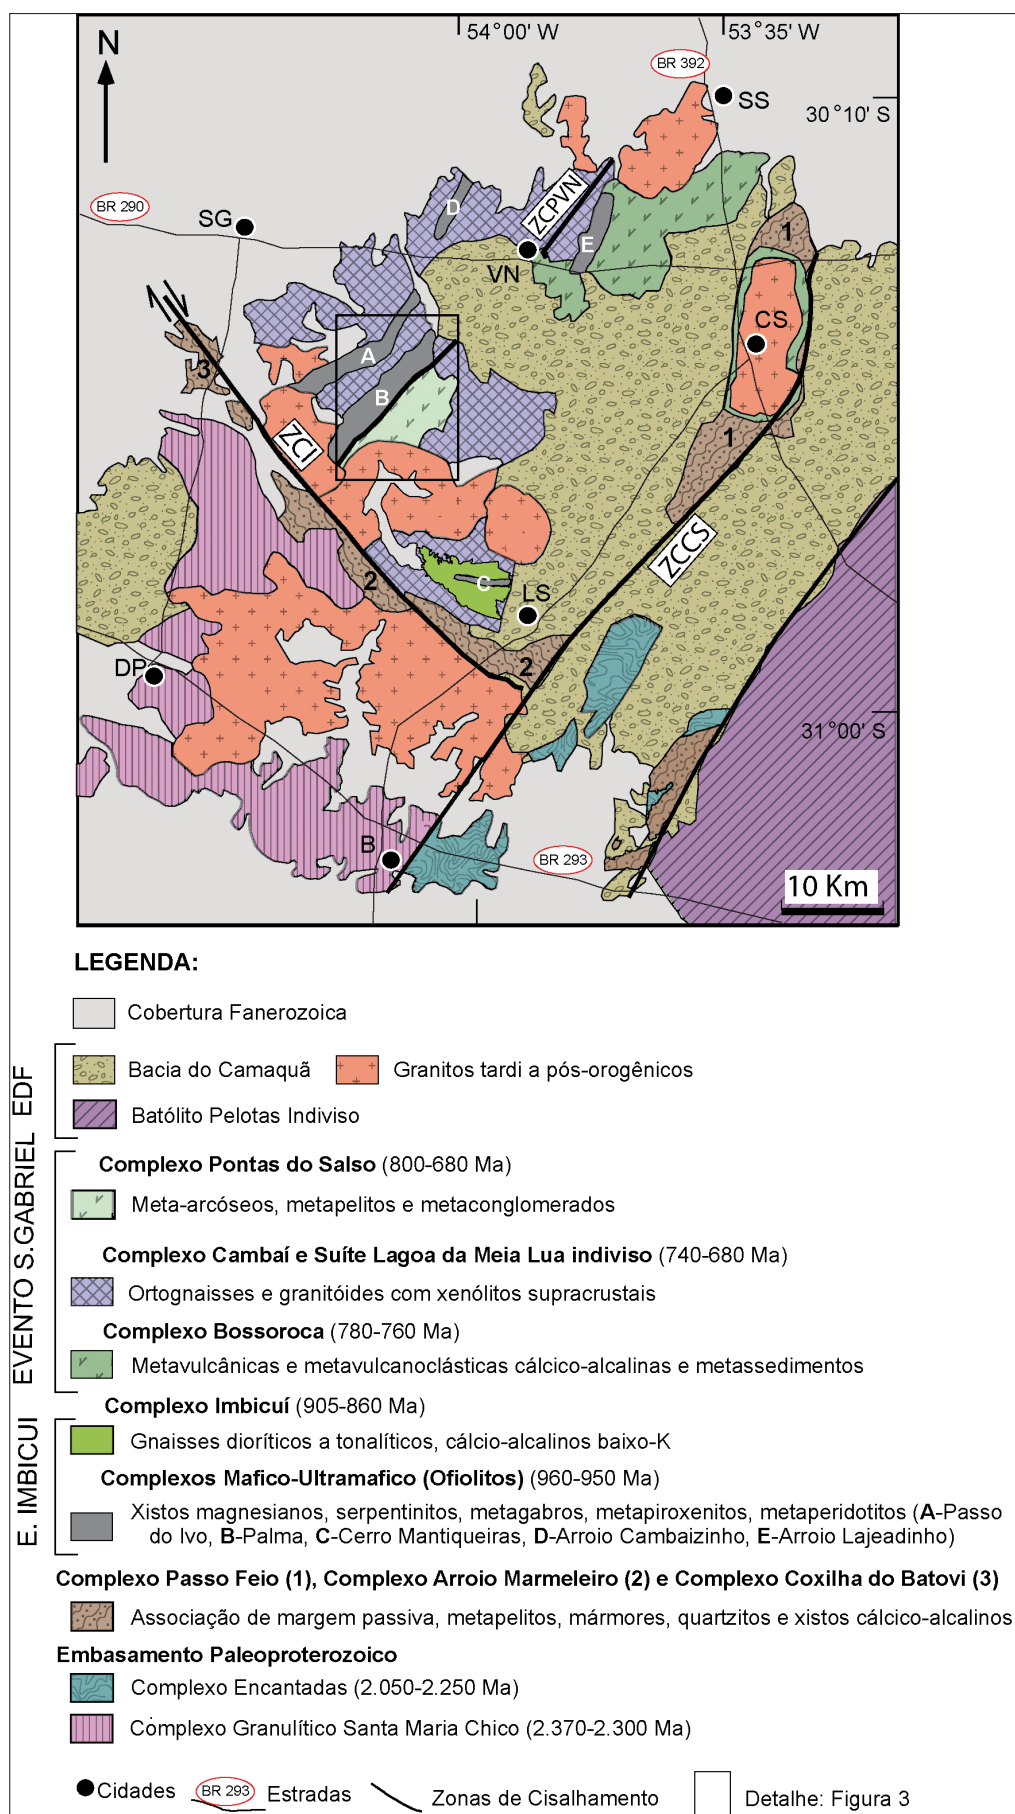 N
54°00' W
53°35' W
BR 392
SS
30°10' S
BR 290
SG
D
ZCPVN
E
VN
1
CS
A
B
3
ZCI
1
ZCCS
2
C
LS
2
DP
31°00' S
B
BR 293
10 Km
LEGENDA:
Cobertura Fanerozoica
EDF
Bacia do Camaquã
Granitos tardi a pós-orogênicos
Batólito Pelotas Indiviso
EVENTO S.GABRIEL
Complexo Pontas do Salso (800-680 Ma)
Meta-arcóseos, metapelitos e metaconglomerados
Complexo Cambaí e Suíte Lagoa da Meia Lua indiviso (740-680 Ma)
Ortognaisses e granitóides com xenólitos supracrustais
Complexo Bossoroca (780-760 Ma)
Metavulcânicas e metavulcanoclásticas cálcico-alcalinas e metassedimentos
E. IMBICUI
Complexo Imbicuí (905-860 Ma)
Gnaisses dioríticos a tonalíticos, cálcio-alcalinos baixo-K
Complexos Mafico-Ultramafico (Ofiolitos) (960-950 Ma)
Xistos magnesianos, serpentinitos, metagabros, metapiroxenitos, metaperidotitos (A-Passo
do Ivo, B-Palma, C-Cerro Mantiqueiras, D-Arroio Cambaizinho, E-Arroio Lajeadinho)
Complexo Passo Feio (1), Complexo Arroio Marmeleiro (2) e Complexo Coxilha do Batovi (3)
Associação de margem passiva, metapelitos, mármores, quartzitos e xistos cálcico-alcalinos
Embasamento Paleoproterozoico
Complexo Encantadas (2.050-2.250 Ma)
Complexo Granulítico Santa Maria Chico (2.370-2.300 Ma)
Cidades
BR 293
Estradas
Zonas de Cisalhamento
Detalhe: Figura 3